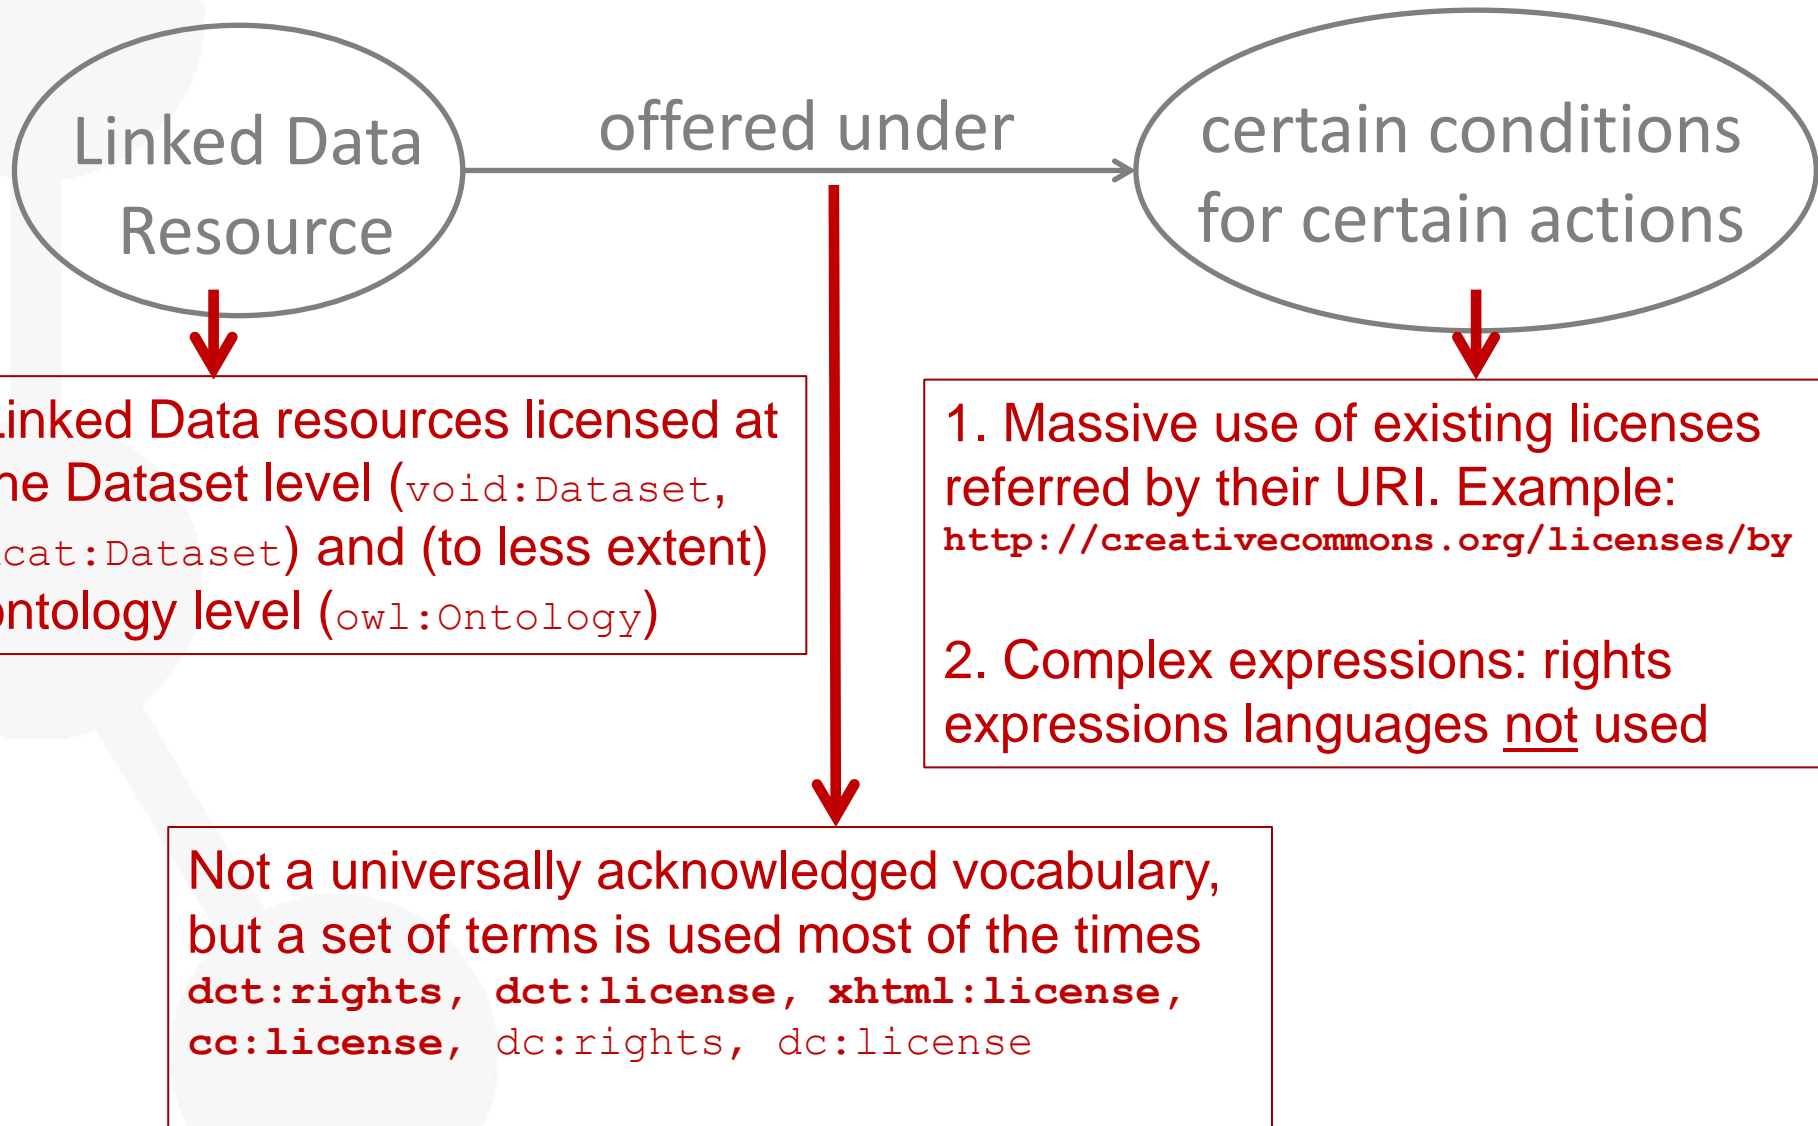 Linked Data
Resource
offered under
certain conditions
for certain actions
Linked Data resources licensed at
the Dataset level (void:Dataset,
dcat:Dataset) and (to less extent)
ontology level (owl:Ontology)
1. Massive use of existing licenses
referred by their URI. Example:
http://creativecommons.org/licenses/by
2. Complex expressions: rights
expressions languages not used
Not a universally acknowledged vocabulary,
but a set of terms is used most of the times
dct:rights, dct:license, xhtml:license,
cc:license, dc:rights, dc:license